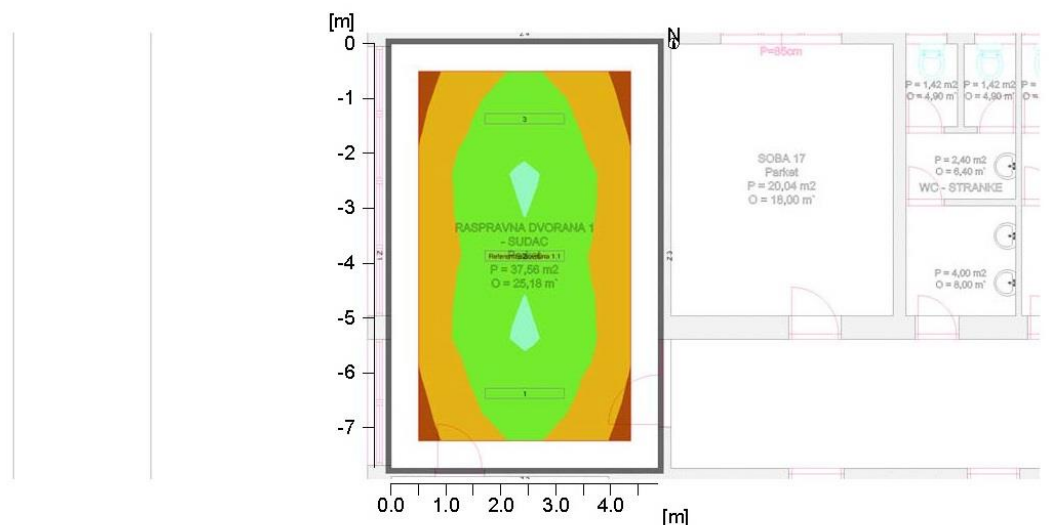 [m]
0
-1
-2
-3
-4
-5
-6
-7
0.0 1.0 2.0 3.0 4.0
[m]
N
3
RASPRAVNA DVORANA 1
- SUDAC
1.1
P = 37,56 m2
O = 25,18 m`
1
P=85cm
SOBA 17
Parket
P = 20,04 m2
O = 18,00 m`
P = 1,42 m2
O = 4,90 m`
P = 1,42 m2
O = 4,90 m`
P =
O =
P = 2,40 m2
O = 6,40 m`
WC - STRANKE
P = 4,00 m2
O = 8,00 m`